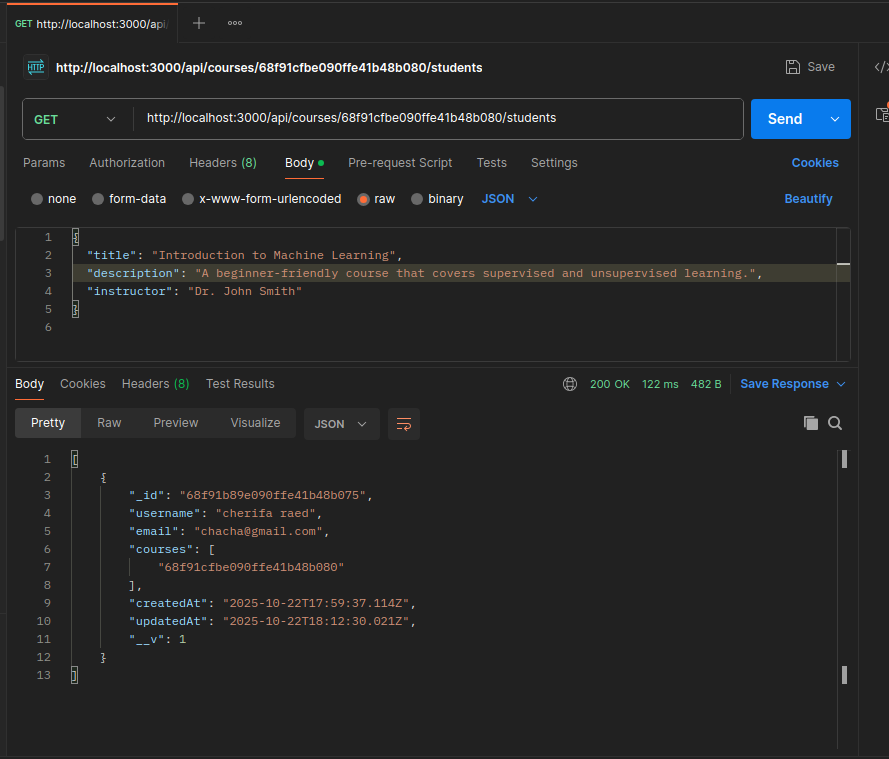 GET http://localhost:3000/api
HTTP http://localhost:3000/api/courses/68f91cfbe090ffe41b48b080/students Save
GET http://localhost:3000/api/courses/68f91cfbe090ffe41b48b080/students Send
Params Authorization Headers (8) Body Pre-request Script Tests Settings Cookies
none form-data x-www-form-urlencoded raw binary JSON Beautify
1 {
2 "title": "Introduction to Machine Learning",
3 "description": "A beginner-friendly course that covers supervised and unsupervised learning.",
4 "instructor": "Dr. John Smith"
5 }
6
Body Cookies Headers (8) Test Results 200 OK 122 ms 482 B Save Response
Pretty Raw Preview Visualize JSON
1 [
2 {
3 "_id": "68f91b89e090ffe41b48b075",
4 "username": "cherifa raed",
5 "email": "chacha@gmail.com",
6 "courses": [
7 "68f91cfbe090ffe41b48b080"
8 ],
9 "createdAt": "2025-10-22T17:59:37.114Z",
10 "updatedAt": "2025-10-22T18:12:30.021Z",
11 "__v": 1
12 }
13 ]